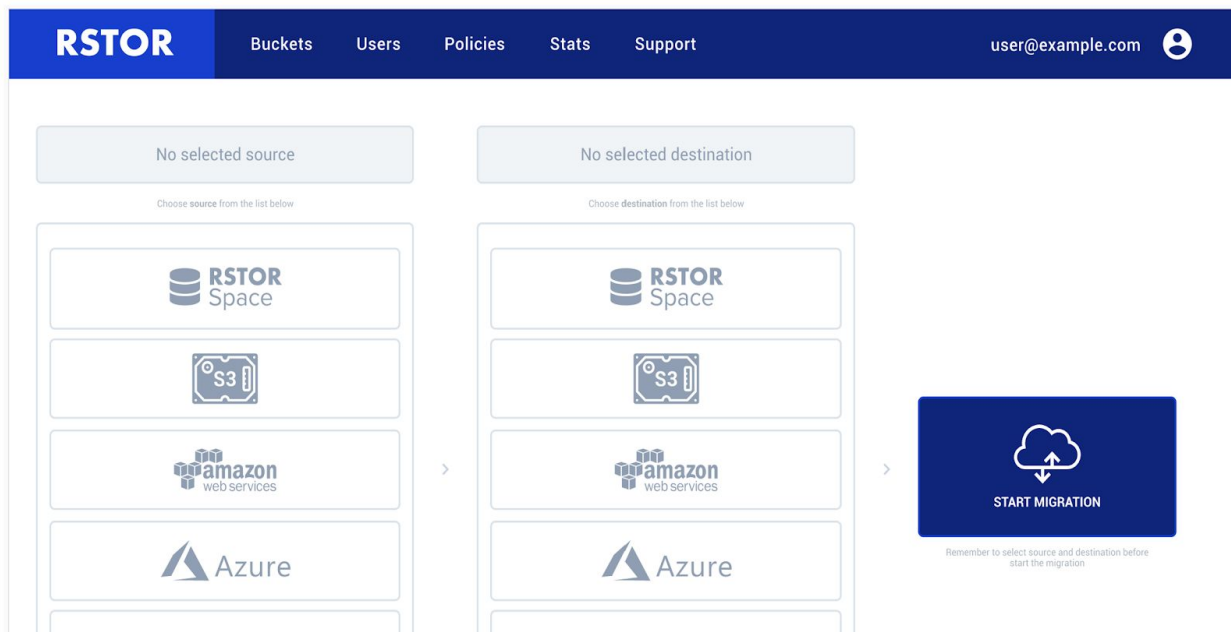 RSTOR Buckets Users Policies Stats Support user@example.com
No selected source
Choose source from the list below
RSTOR
Space
S3
amazon
web services
Azure
No selected destination
Choose destination from the list below
RSTOR
Space
S3
amazon
web services
Azure
START MIGRATION
Remember to select source and destination before
start the migration